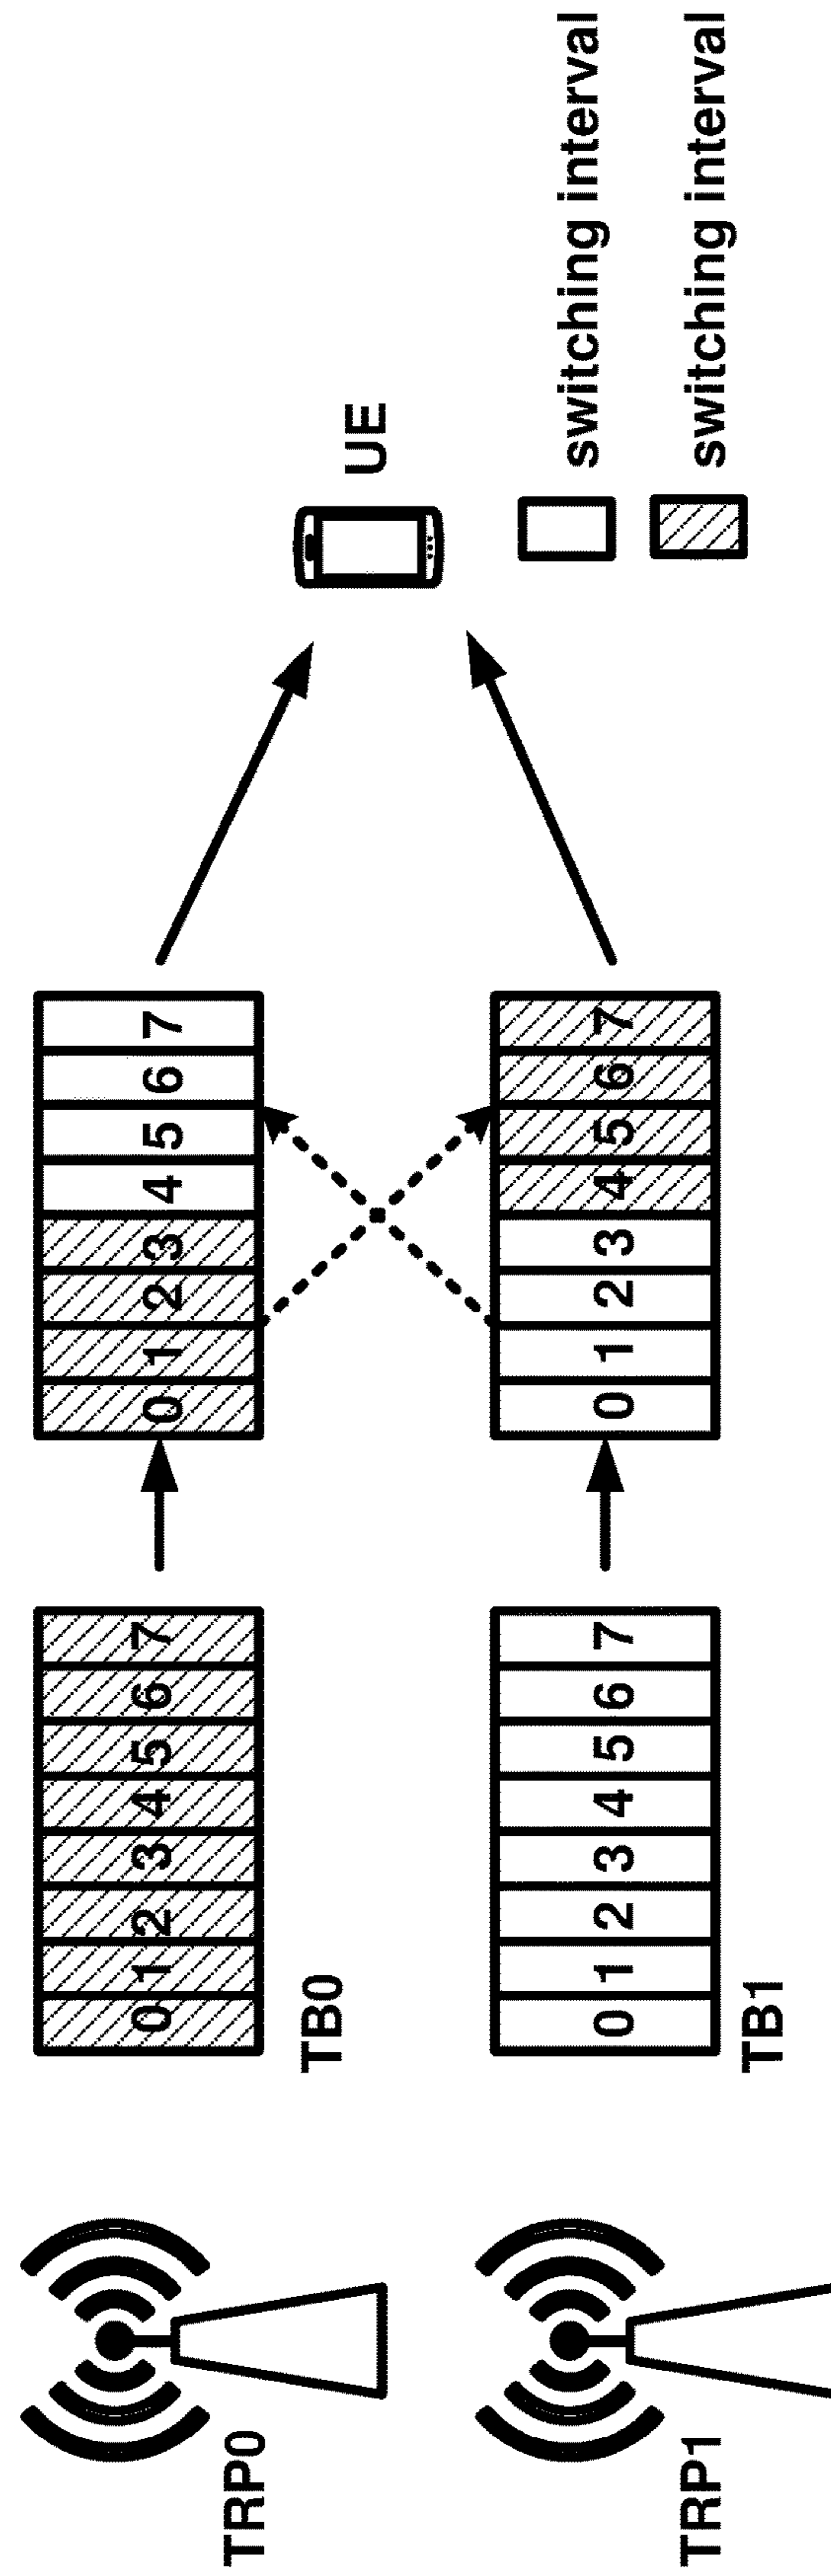 TRP0
0 1 2 3 4 5 6 7
TB0
0 1 2 3 4 5 6 7
UE
TRP1
0 1 2 3 4 5 6 7
TB1
0 1 2 3 4 5 6 7
switching interval
switching interval